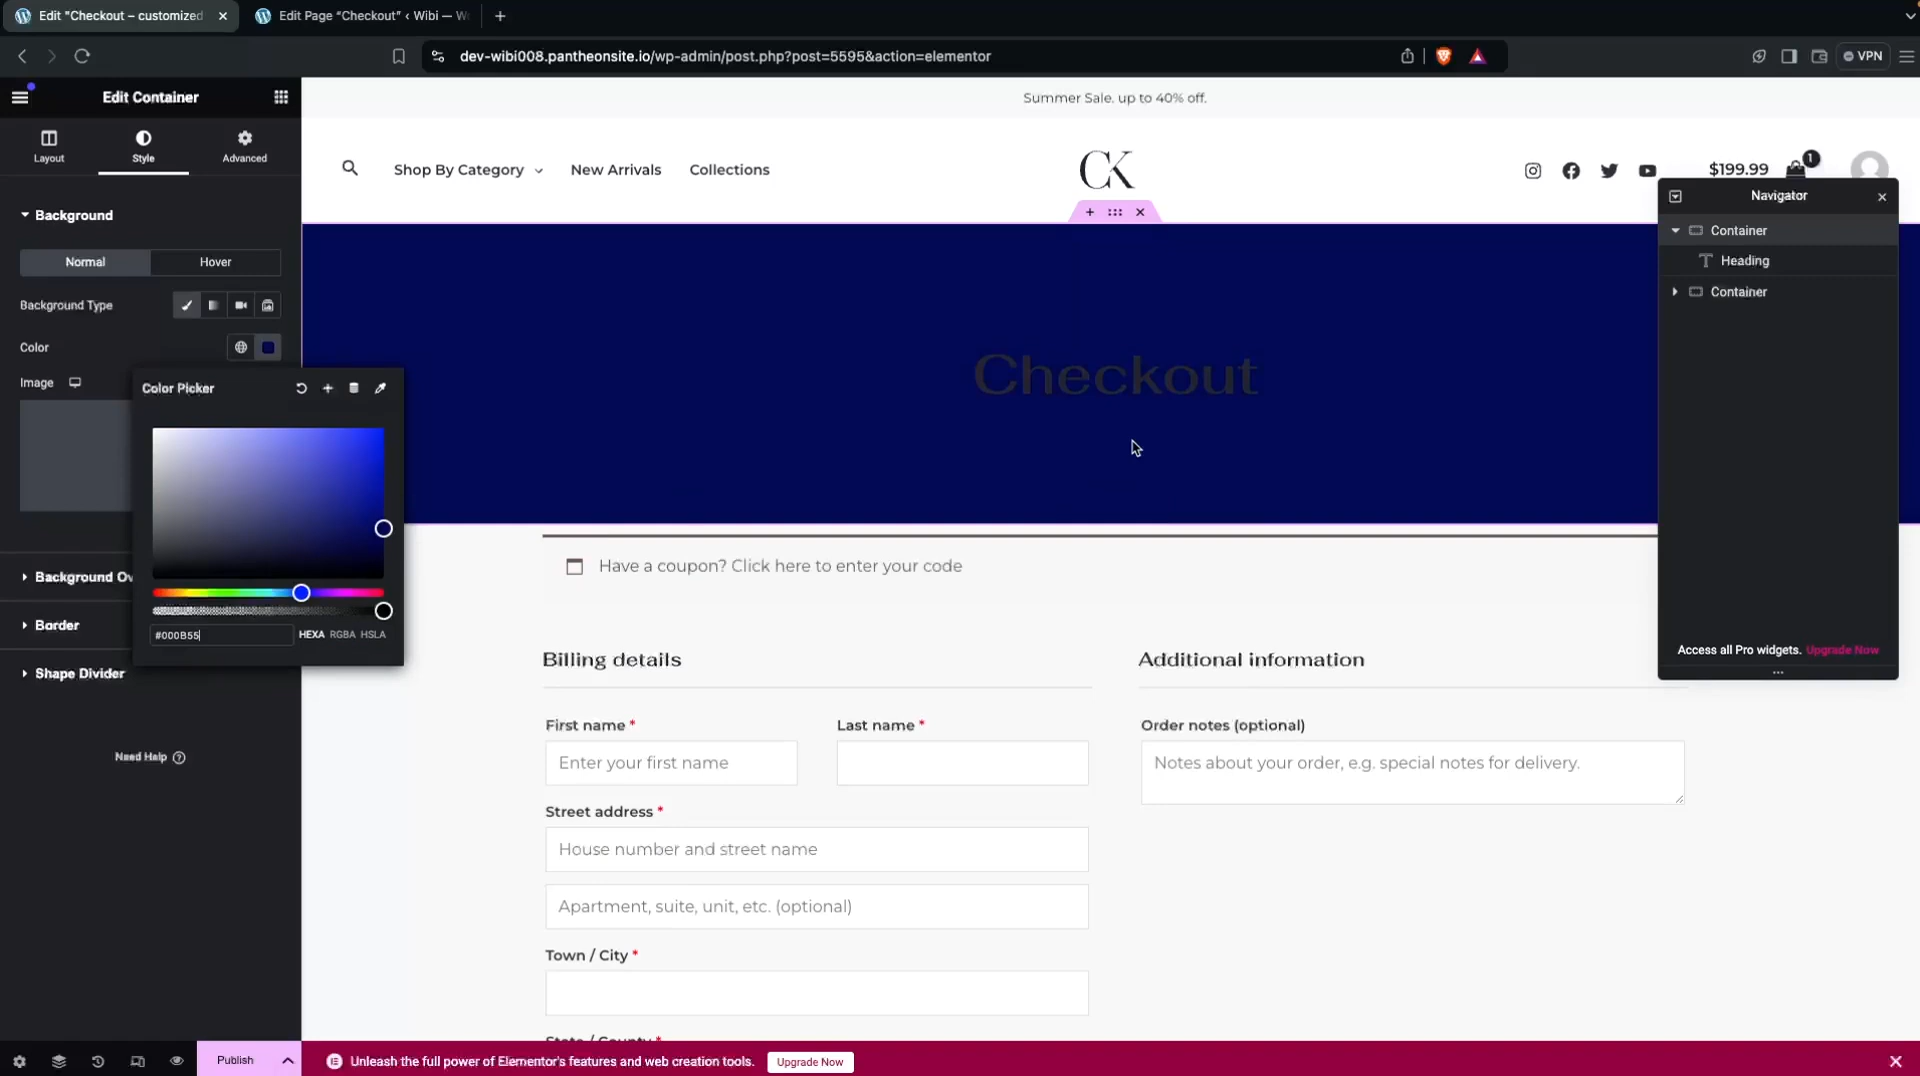 Edit "Checkout – customized
Edit Page "Checkout" ‹ Wibi — W
dev-wibi008.pantheonsite.io/wp-admin/post.php?post=5595&action=elementor
VPN
Edit Container
Layout
Style
Advanced
Background
Normal
Hover
Background Type
Color
Image
Color Picker
#000B55
HEXA RGBA HSLA
Background Ov
Border
Shape Divider
Need Help
Publish
Summer Sale. up to 40% off.
Shop By Category
New Arrivals
Collections
CK
$199.99
1
Checkout
Have a coupon? Click here to enter your code
Billing details
First name *
Enter your first name
Last name *
Street address *
House number and street name
Apartment, suite, unit, etc. (optional)
Town / City *
State / County *
Additional information
Order notes (optional)
Notes about your order, e.g. special notes for delivery.
Navigator
Container
Heading
Container
Access all Pro widgets. Upgrade Now
Unleash the full power of Elementor's features and web creation tools.
Upgrade Now